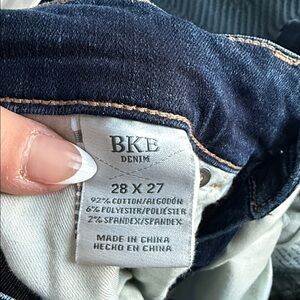 BKE
DENIM
28 X 27
92% COTTON/ALGODÓN
6% POLYESTER/POLIÉSTER
2% SPANDEX/SPANDEX
MADE IN CHINA
HECHO EN CHINA